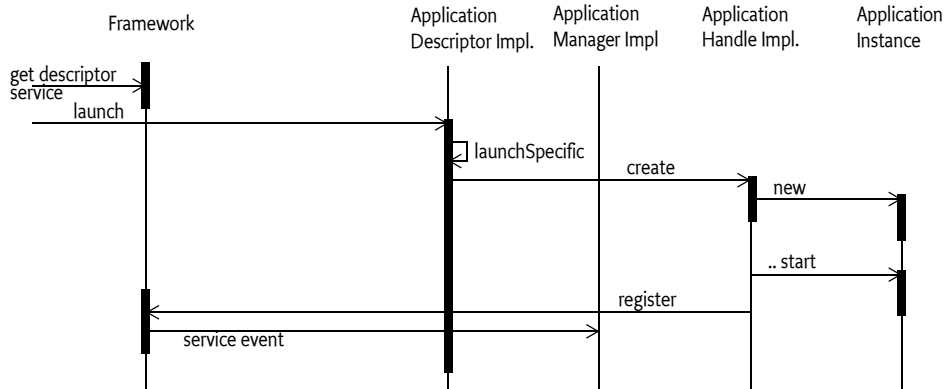 Framework
Application
Descriptor Impl.
Application
Manager Impl
Application
Handle Impl.
Application
Instance
get descriptor
service
launch
launchSpecific
create
new
.. start
register
service event